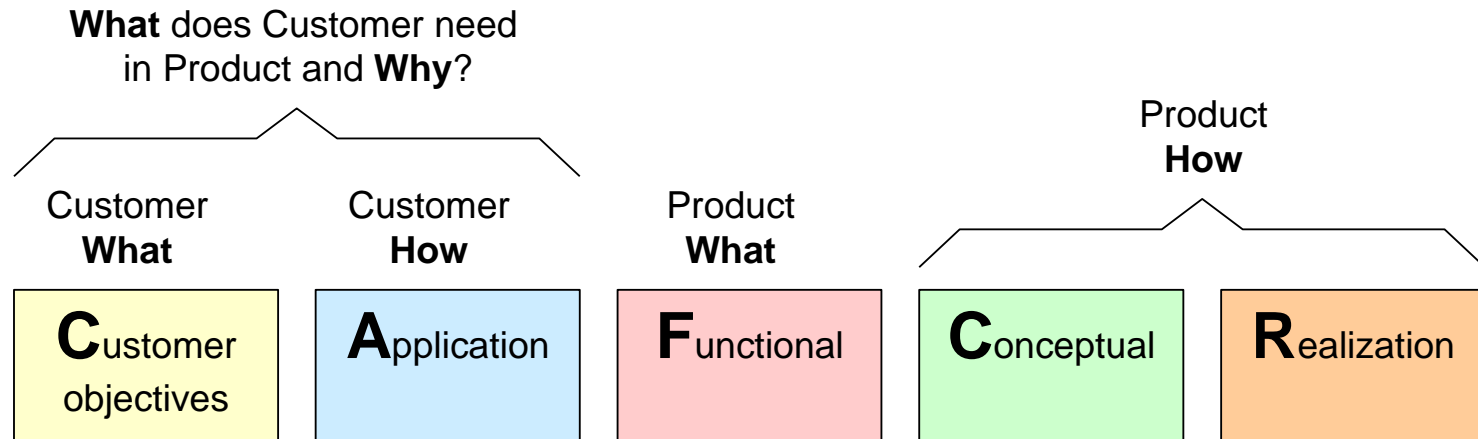 What does Customer need
in Product and Why?
Product
How
Customer
What
Customer
How
Product
What
Customer
objectives
Application
Functional
Conceptual
Realization